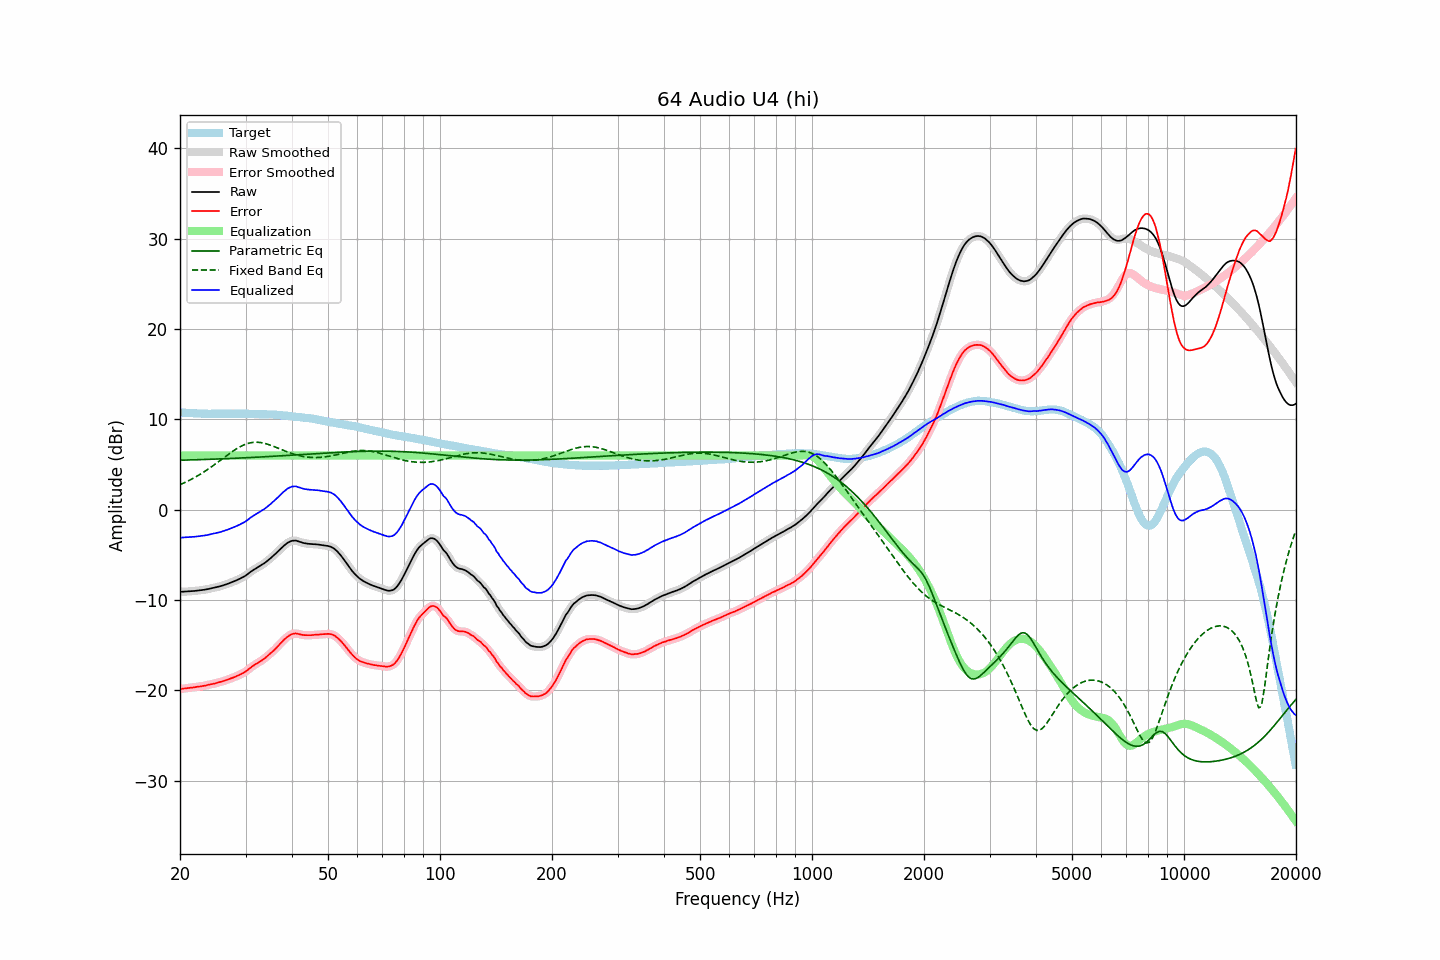 64 Audio U4 (hi)
Target
Raw Smoothed
Error Smoothed
Raw
Error
Equalization
Parametric Eq
Fixed Band Eq
Equalized
Amplitude (dBr)
40
30
20
10
0
−10
−20
−30
20 50 100 200 500 1000 2000 5000 10000 20000
Frequency (Hz)